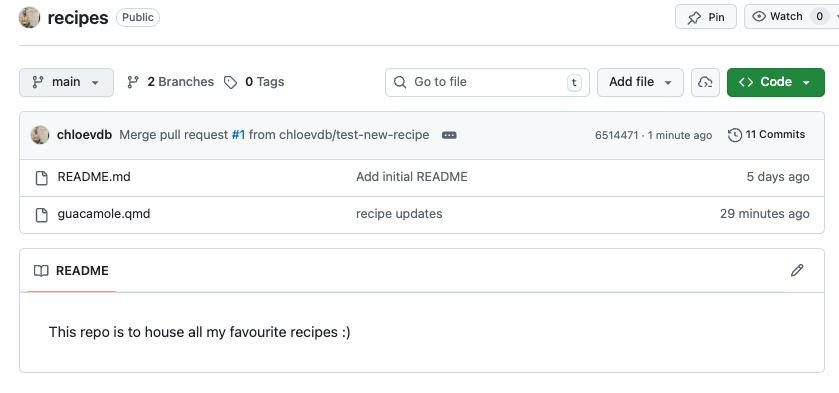 recipes Public Pin Watch 0
main 2 Branches 0 Tags Go to file t Add file Code
chloevdb Merge pull request #1 from chloevdb/test-new-recipe 6514471 · 1 minute ago 11 Commits
README.md Add initial README 5 days ago
guacamole.qmd recipe updates 29 minutes ago
README
This repo is to house all my favourite recipes :)